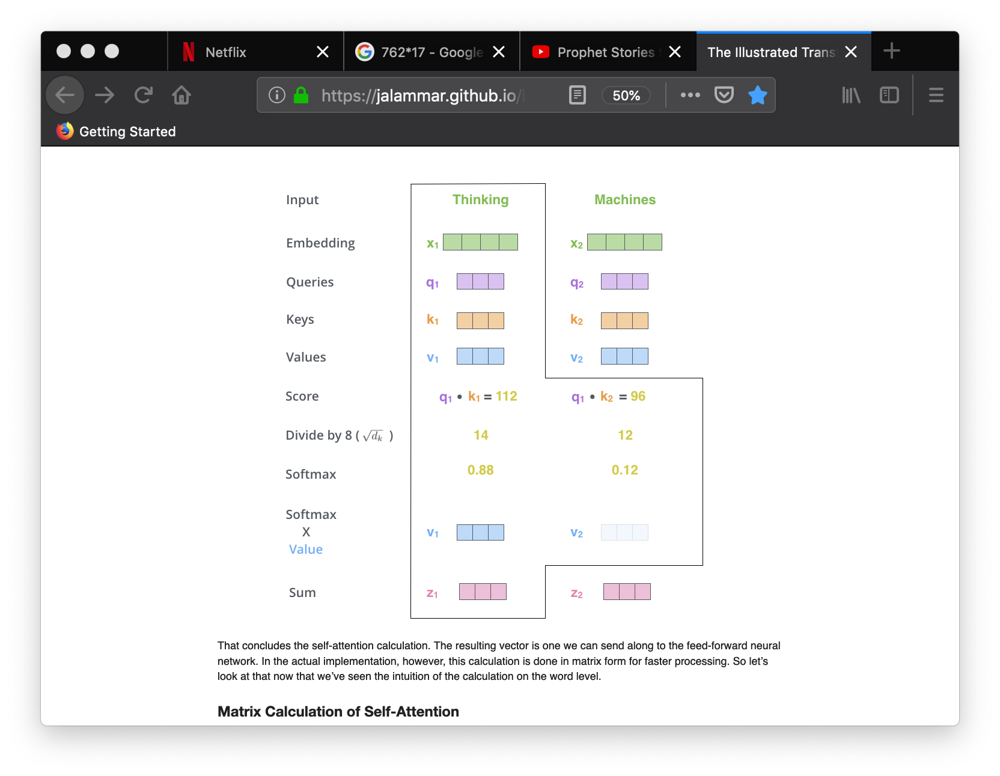 Netflix
762*17 - Google
Prophet Stories
The Illustrated Trans
https://jalammar.github.io/i
50%
Getting Started
Input Thinking Machines
Embedding x1 x2
Queries q1 q2
Keys k1 k2
Values v1 v2
Score q1 • k1 = 112 q1 • k2 = 96
Divide by 8 ( √dk ) 14 12
Softmax 0.88 0.12
Softmax
X v1 v2
Value
Sum z1 z2
That concludes the self-attention calculation. The resulting vector is one we can send along to the feed-forward neural
network. In the actual implementation, however, this calculation is done in matrix form for faster processing. So let’s
look at that now that we’ve seen the intuition of the calculation on the word level.
Matrix Calculation of Self-Attention